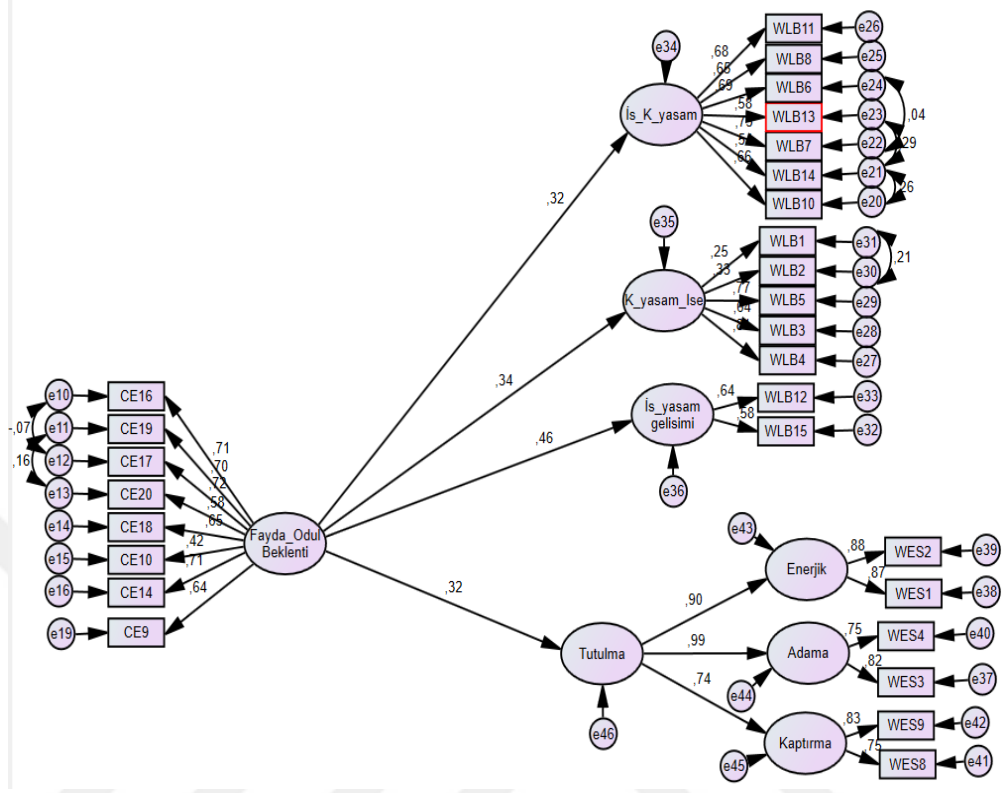 WLB11
e26
e34
,68
WLB8
e25
,65
WLB6
e24
,69
İs_K_yasam
,58
WLB13
e23
,04
WLB7
e22
,29
WLB14
e21
,66
,26
WLB10
e20
,32
e35
WLB1
e31
,25
,21
WLB2
e30
,33
K_yasam_Ise
,77
WLB5
e29
,64
WLB3
e28
WLB4
e27
,34
e10
CE16
-,07
e11
CE19
e12
CE17
,16
e13
CE20
e14
CE18
e15
CE10
e16
CE14
e19
CE9
,71
,70
,72
,58
,65
,42
,71
,64
Fayda_Odul
Beklenti
,46
İs_yasam
gelisimi
,64
WLB12
e33
,58
WLB15
e32
e36
,32
Tutulma
e46
,90
,99
,74
e43
Enerjik
,88
WES2
e39
,87
WES1
e38
Adama
,75
WES4
e40
,82
WES3
e37
e44
Kaptırma
,83
WES9
e42
,75
WES8
e41
e45